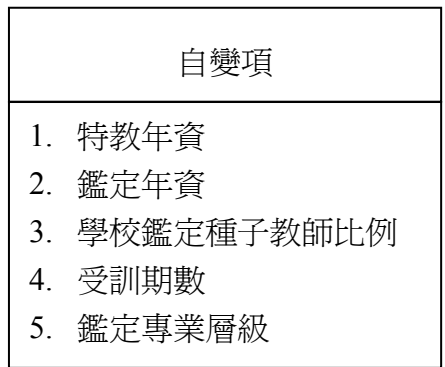 自變項
1. 特教年資
2. 鑑定年資
3. 學校鑑定種子教師比例
4. 受訓期數
5. 鑑定專業層級